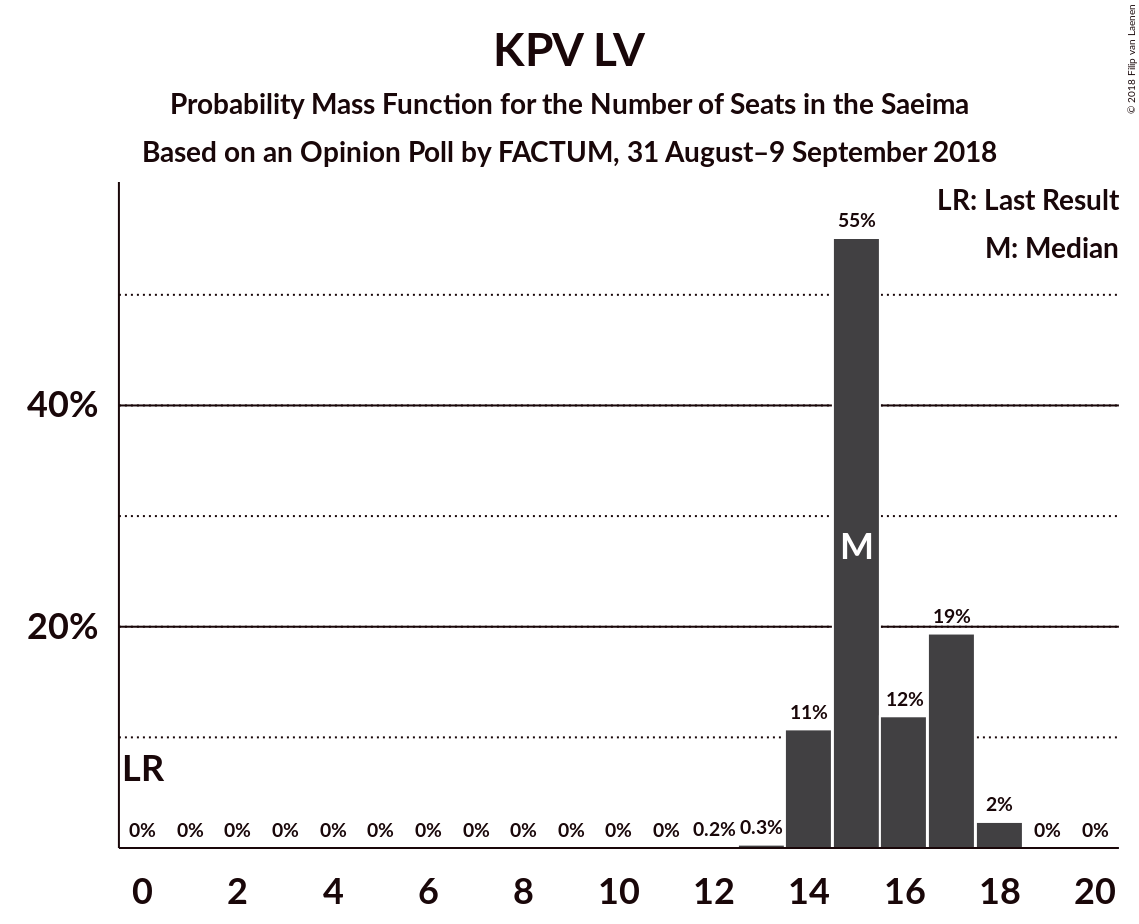 KPV LV
Probability Mass Function for the Number of Seats in the Saeima
Based on an Opinion Poll by FACTUM, 31 August–9 September 2018
© 2018 Filip van Laenen
LR: Last Result
M: Median
55%
40%
M
20%
19%
12%
11%
LR
2%
0% 0% 0% 0% 0% 0% 0% 0% 0% 0% 0% 0% 0.2% 0.3% 0% 0%
0 2 4 6 8 10 12 14 16 18 20